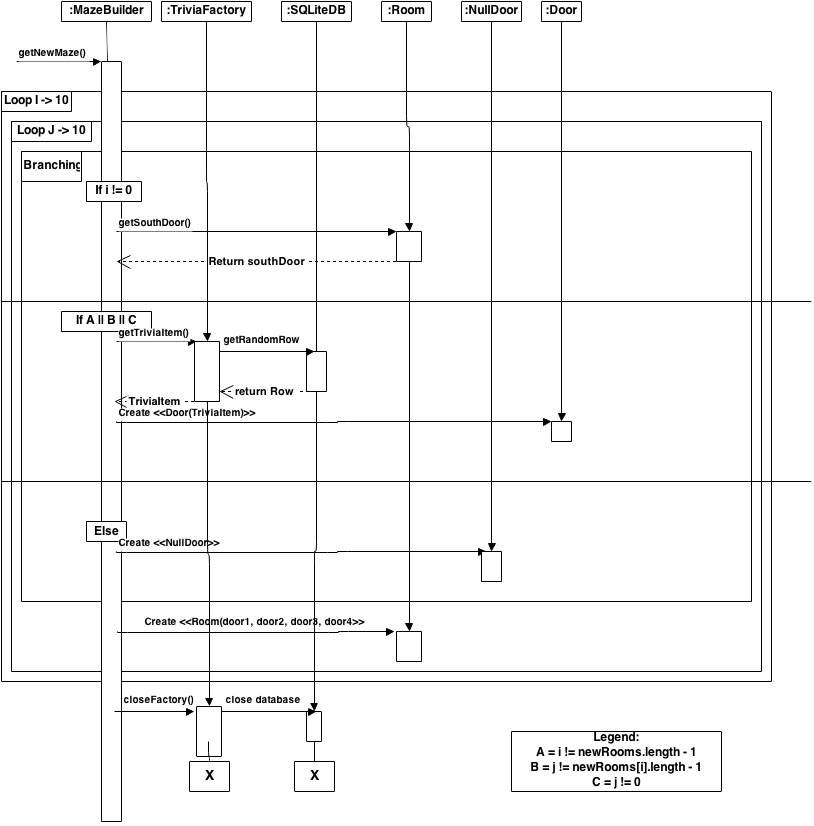 :MazeBuilder
:TriviaFactory
:SQLiteDB
:Room
:NullDoor
:Door
getNewMaze()
Loop I -> 10
Loop J -> 10
Branching
If i != 0
getSouthDoor()
Return southDoor
If A || B || C
getTriviaItem()
getRandomRow
return Row
TriviaItem
Create <<Door(TriviaItem)>>
Else
Create <<NullDoor>>
Create <<Room(door1, door2, door3, door4>>
closeFactory()
close database
X
X
Legend:
A = i != newRooms.length - 1
B = j != newRooms[i].length - 1
C = j != 0